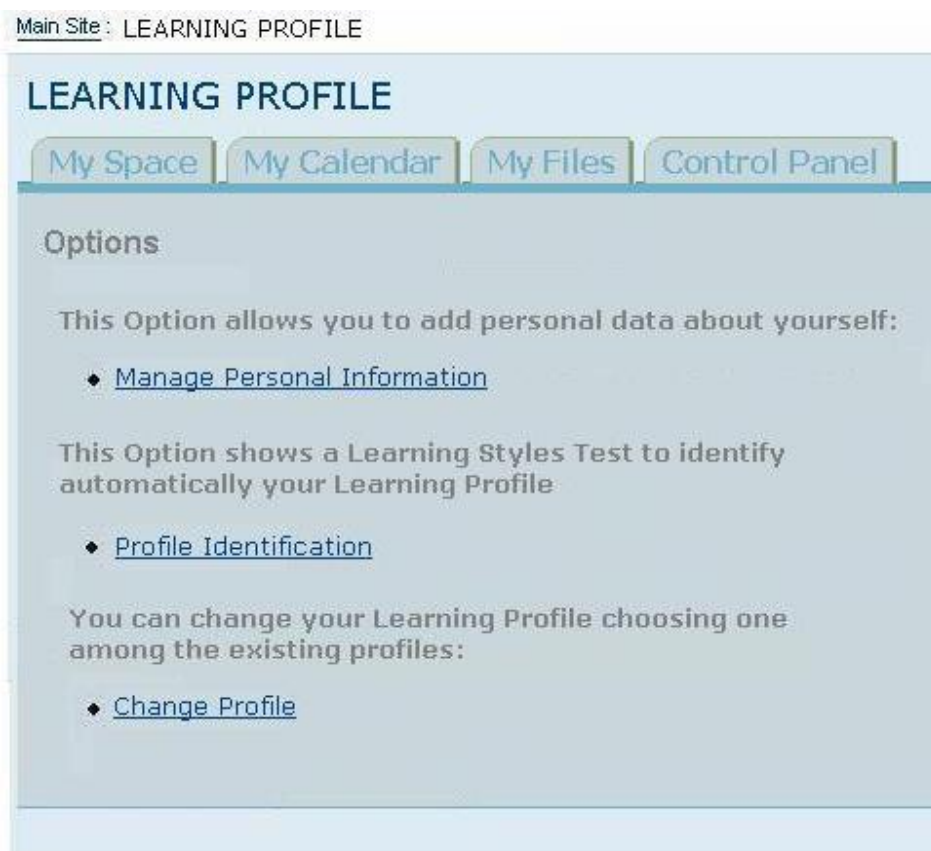 Main Site : LEARNING PROFILE
LEARNING PROFILE
My Space My Calendar My Files Control Panel
Options
This Option allows you to add personal data about yourself:
Manage Personal Information
This Option shows a Learning Styles Test to identify
automatically your Learning Profile
Profile Identification
You can change your Learning Profile choosing one
among the existing profiles:
Change Profile